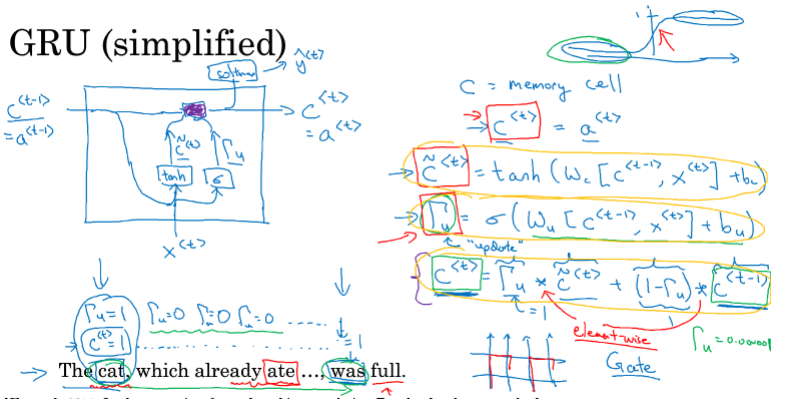 GRU (simplified)
softmax → ŷ<t>
c<t-1> = a<t-1>
c̃<t> Γu
tanh σ
→ c<t> = a<t>
x<t>
C = memory cell
→ c<t> = a<t>
→ c̃<t> = tanh (Wc [c<t-1>, x<t>] + bc)
→ Γu = σ (Wu [c<t-1>, x<t>] + bu)
"update"
c<t> = Γu * c̃<t> + (1-Γu) * c<t-1>
= 1
element-wise
Γu = 0.000001
Gate
Γu=1 Γu=0 Γu=0 Γu=0 ......
c<t>=1 ...... =1
→ The cat, which already ate …, was full.